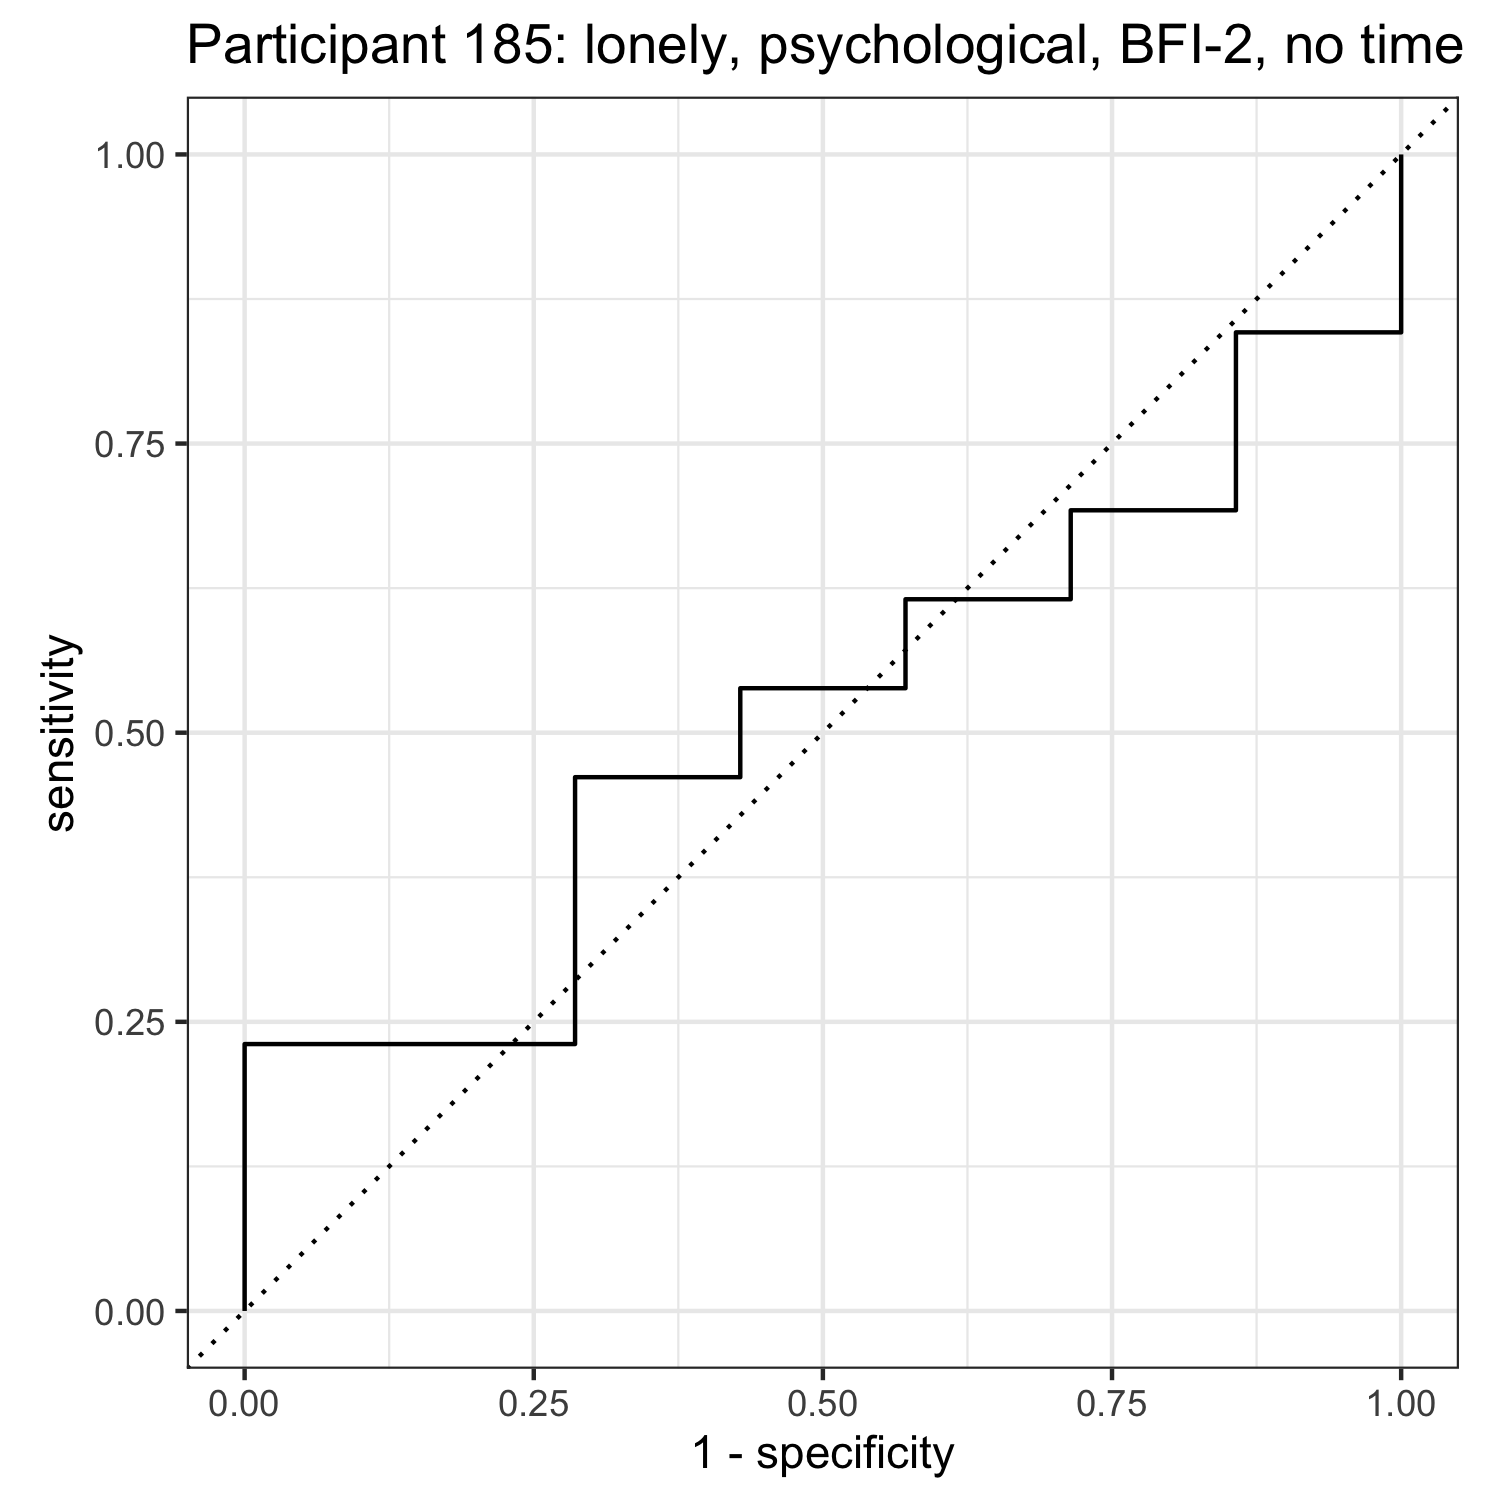 Participant 185: lonely, psychological, BFI-2, no time
1.00
0.75
0.50
0.25
0.00
sensitivity
0.00 0.25 0.50 0.75 1.00
1 - specificity